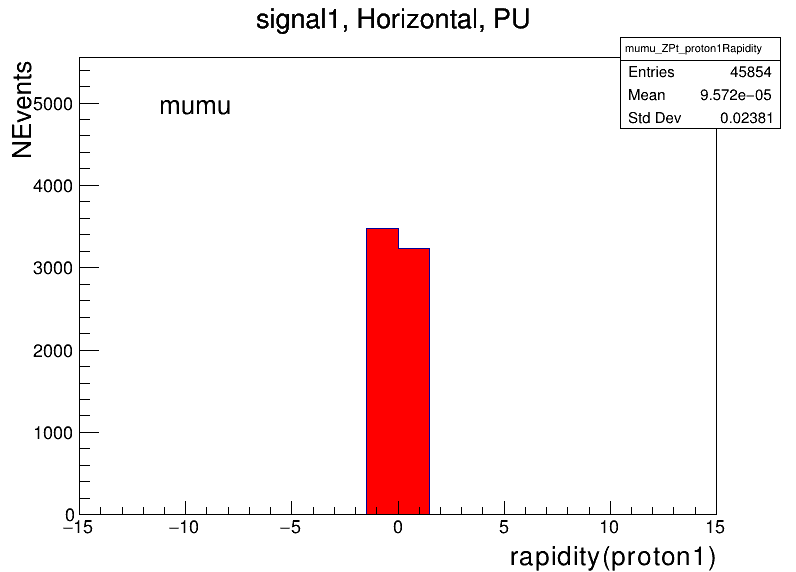 signal1, Horizontal, PU
mumu_ZPt_proton1Rapidity
Entries 45854
Mean 9.572e−05
Std Dev 0.02381
NEvents
mumu
5000
4000
3000
2000
1000
0
−15 −10 −5 0 5 10 15
rapidity(proton1)